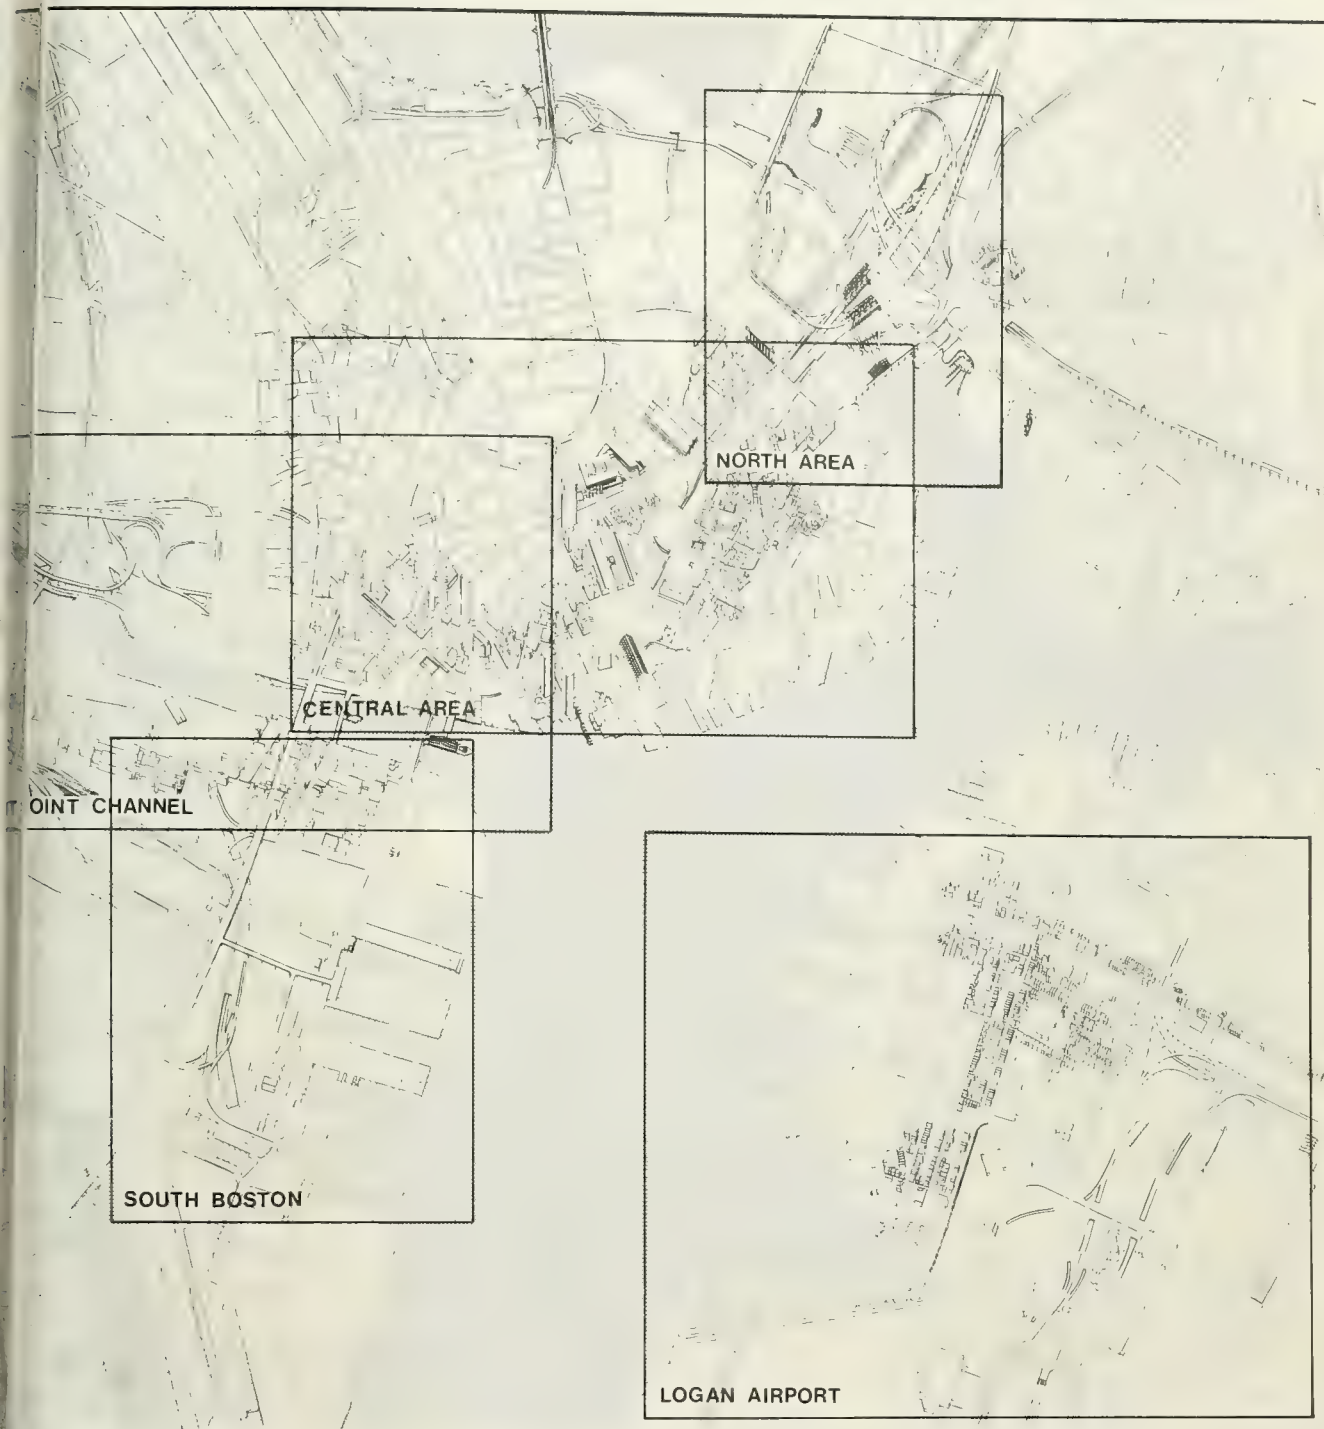 NORTH AREA
CENTRAL AREA
OINT CHANNEL
SOUTH BOSTON
LOGAN AIRPORT